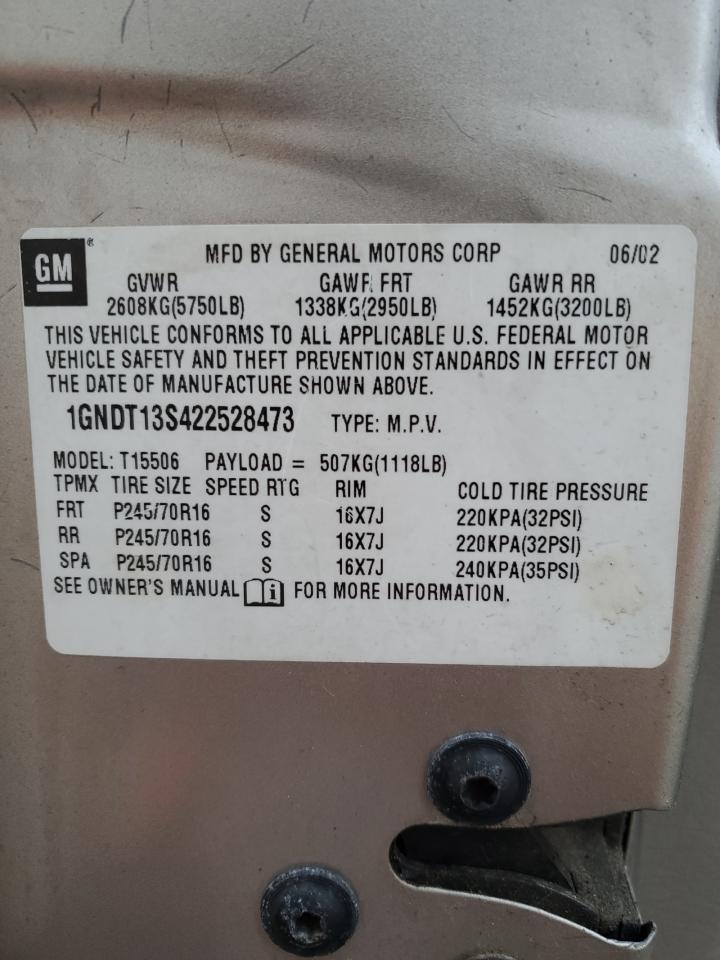 GM
MFD BY GENERAL MOTORS CORP 06/02
GVWR GAWR FRT GAWR RR
2608KG(5750LB) 1338KG(2950LB) 1452KG(3200LB)
THIS VEHICLE CONFORMS TO ALL APPLICABLE U.S. FEDERAL MOTOR
VEHICLE SAFETY AND THEFT PREVENTION STANDARDS IN EFFECT ON
THE DATE OF MANUFACTURE SHOWN ABOVE.
1GNDT13S422528473 TYPE: M.P.V.
MODEL: T15506 PAYLOAD = 507KG(1118LB)
TPMX TIRE SIZE SPEED RTG RIM COLD TIRE PRESSURE
FRT P245/70R16 S 16X7J 220KPA(32PSI)
RR P245/70R16 S 16X7J 220KPA(32PSI)
SPA P245/70R16 S 16X7J 240KPA(35PSI)
SEE OWNER'S MANUAL i FOR MORE INFORMATION.